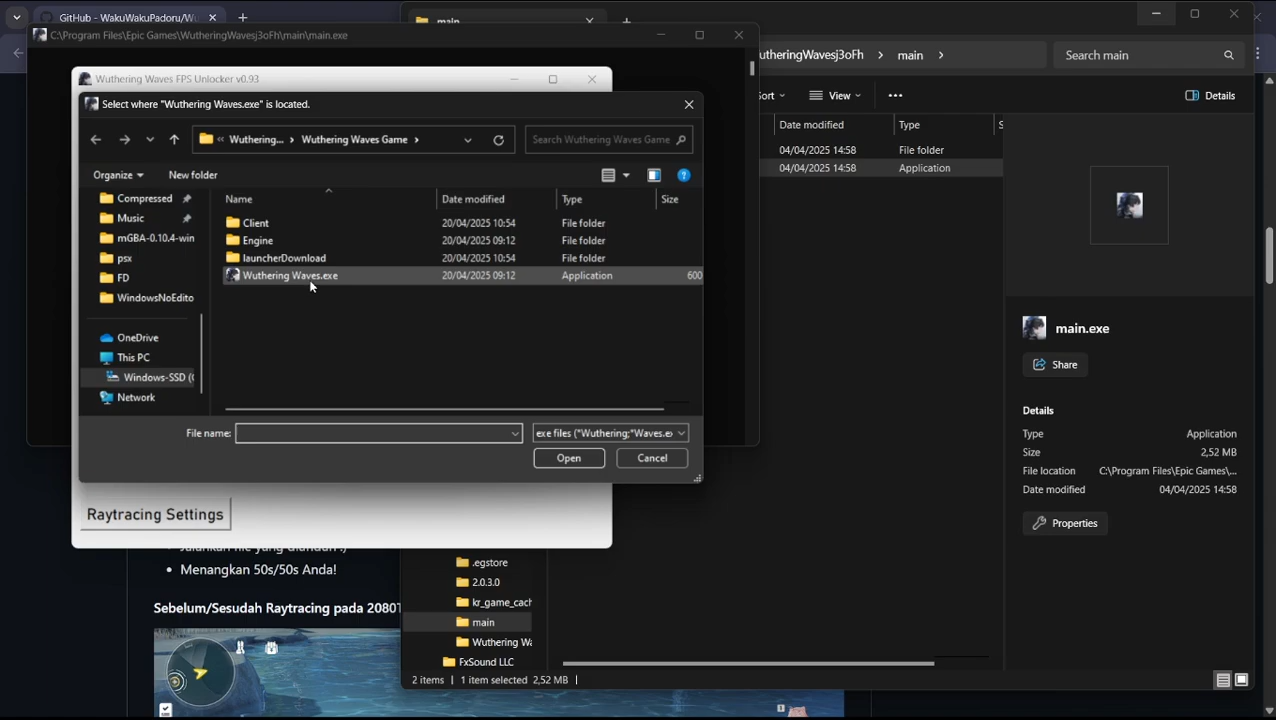 GitHub - WakuWakuPadoru/W
main
C:\Program Files\Epic Games\WutheringWavesj3oFh\main\main.exe
Wuthering Waves FPS Unlocker v0.93
Select where "Wuthering Waves.exe" is located.
« Wuthering... > Wuthering Waves Game >
Search Wuthering Waves Game
Organize
New folder
Name
Date modified
Type
Size
Compressed
Music
mGBA-0.10.4-win
psx
FD
WindowsNoEdito
OneDrive
This PC
Windows-SSD (
Network
Client 20/04/2025 10:54 File folder
Engine 20/04/2025 09:12 File folder
launcherDownload 20/04/2025 10:54 File folder
Wuthering Waves.exe 20/04/2025 09:12 Application 600
File name:
exe files (*Wuthering;*Waves.e
Open
Cancel
Raytracing Settings
utheringWavesj3oFh > main >
Search main
ort
View
Details
Date modified
Type
S
04/04/2025 14:58 File folder
04/04/2025 14:58 Application
main.exe
Share
Details
Type Application
Size 2,52 MB
File location C:\Program Files\Epic Games\...
Date modified 04/04/2025 14:58
Properties
.egstore
2.0.3.0
kr_game_cach
main
Wuthering Wa
FxSound LLC
2 items
1 item selected 2,52 MB
Menangkan 50s/50s Anda!
Sebelum/Sesudah Raytracing pada 2080T